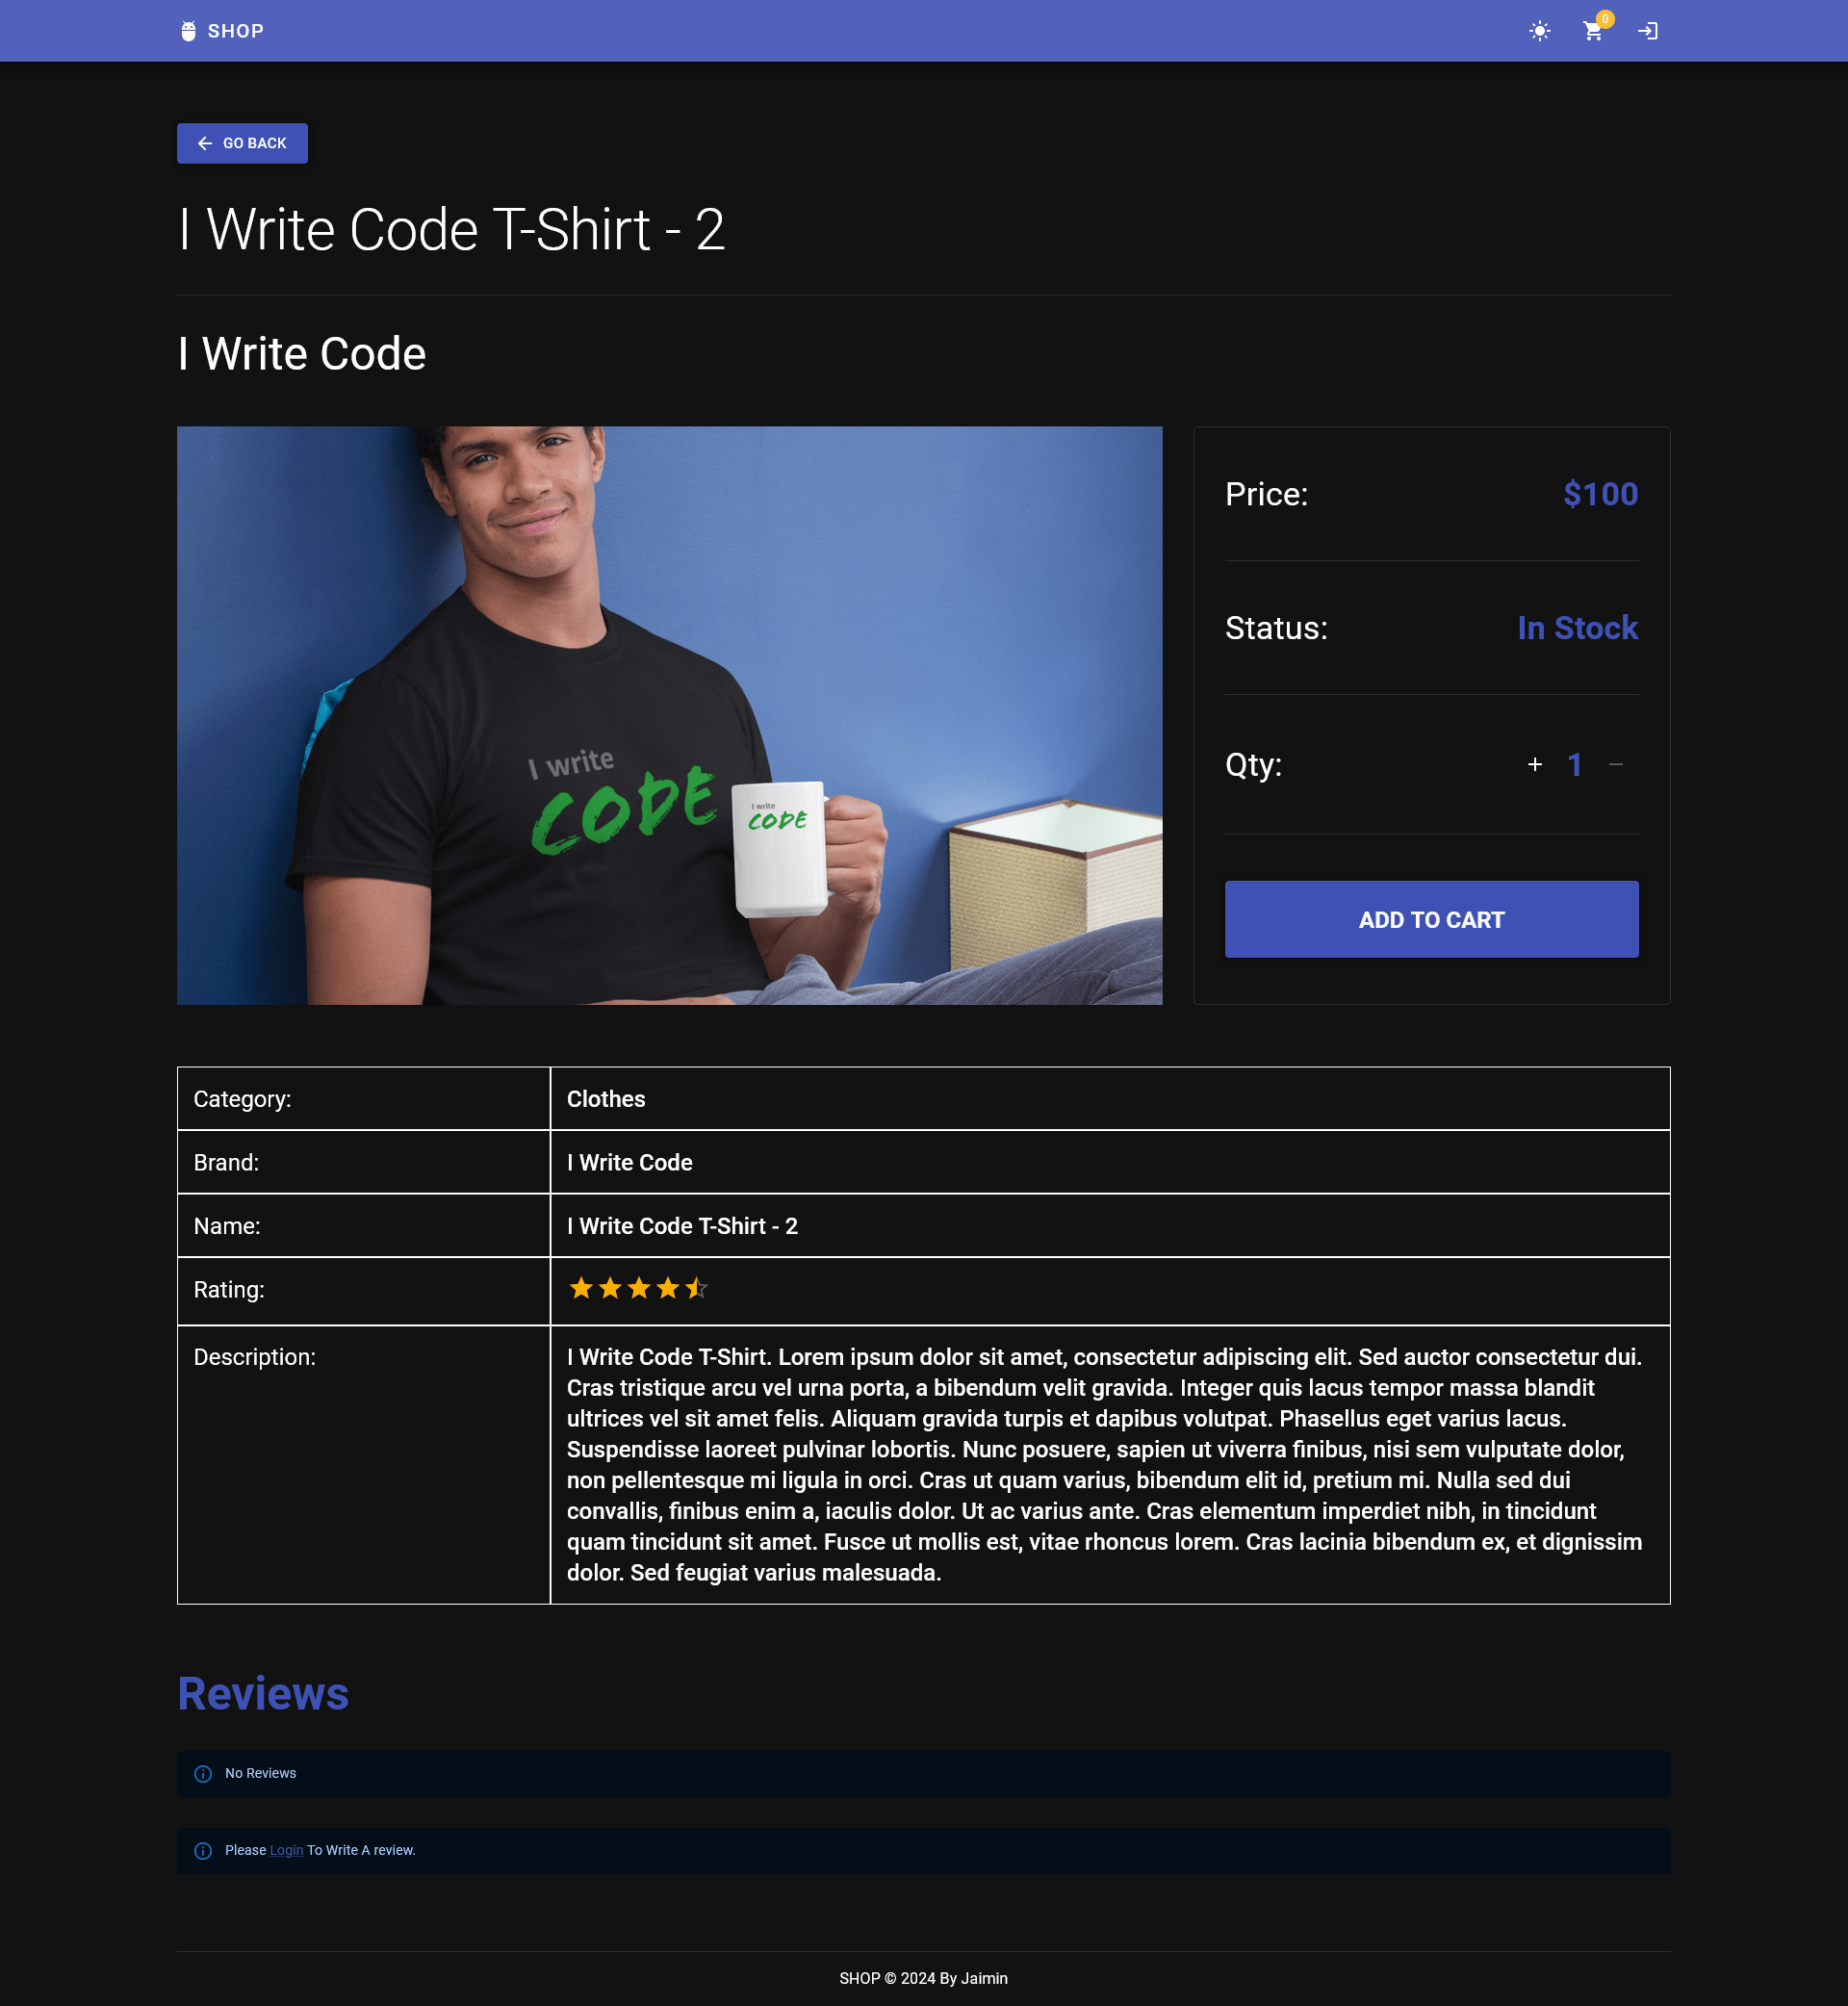 SHOP
0
GO BACK
I Write Code T-Shirt - 2
I Write Code
I write
CODE
I write
CODE
Price:
$100
Status:
In Stock
Qty:
+ 1 −
ADD TO CART
Category:
Clothes
Brand:
I Write Code
Name:
I Write Code T-Shirt - 2
Rating:
Description:
I Write Code T-Shirt. Lorem ipsum dolor sit amet, consectetur adipiscing elit. Sed auctor consectetur dui.
Cras tristique arcu vel urna porta, a bibendum velit gravida. Integer quis lacus tempor massa blandit
ultrices vel sit amet felis. Aliquam gravida turpis et dapibus volutpat. Phasellus eget varius lacus.
Suspendisse laoreet pulvinar lobortis. Nunc posuere, sapien ut viverra finibus, nisi sem vulputate dolor,
non pellentesque mi ligula in orci. Cras ut quam varius, bibendum elit id, pretium mi. Nulla sed dui
convallis, finibus enim a, iaculis dolor. Ut ac varius ante. Cras elementum imperdiet nibh, in tincidunt
quam tincidunt sit amet. Fusce ut mollis est, vitae rhoncus lorem. Cras lacinia bibendum ex, et dignissim
dolor. Sed feugiat varius malesuada.
Reviews
No Reviews
Please Login To Write A review.
SHOP © 2024 By Jaimin